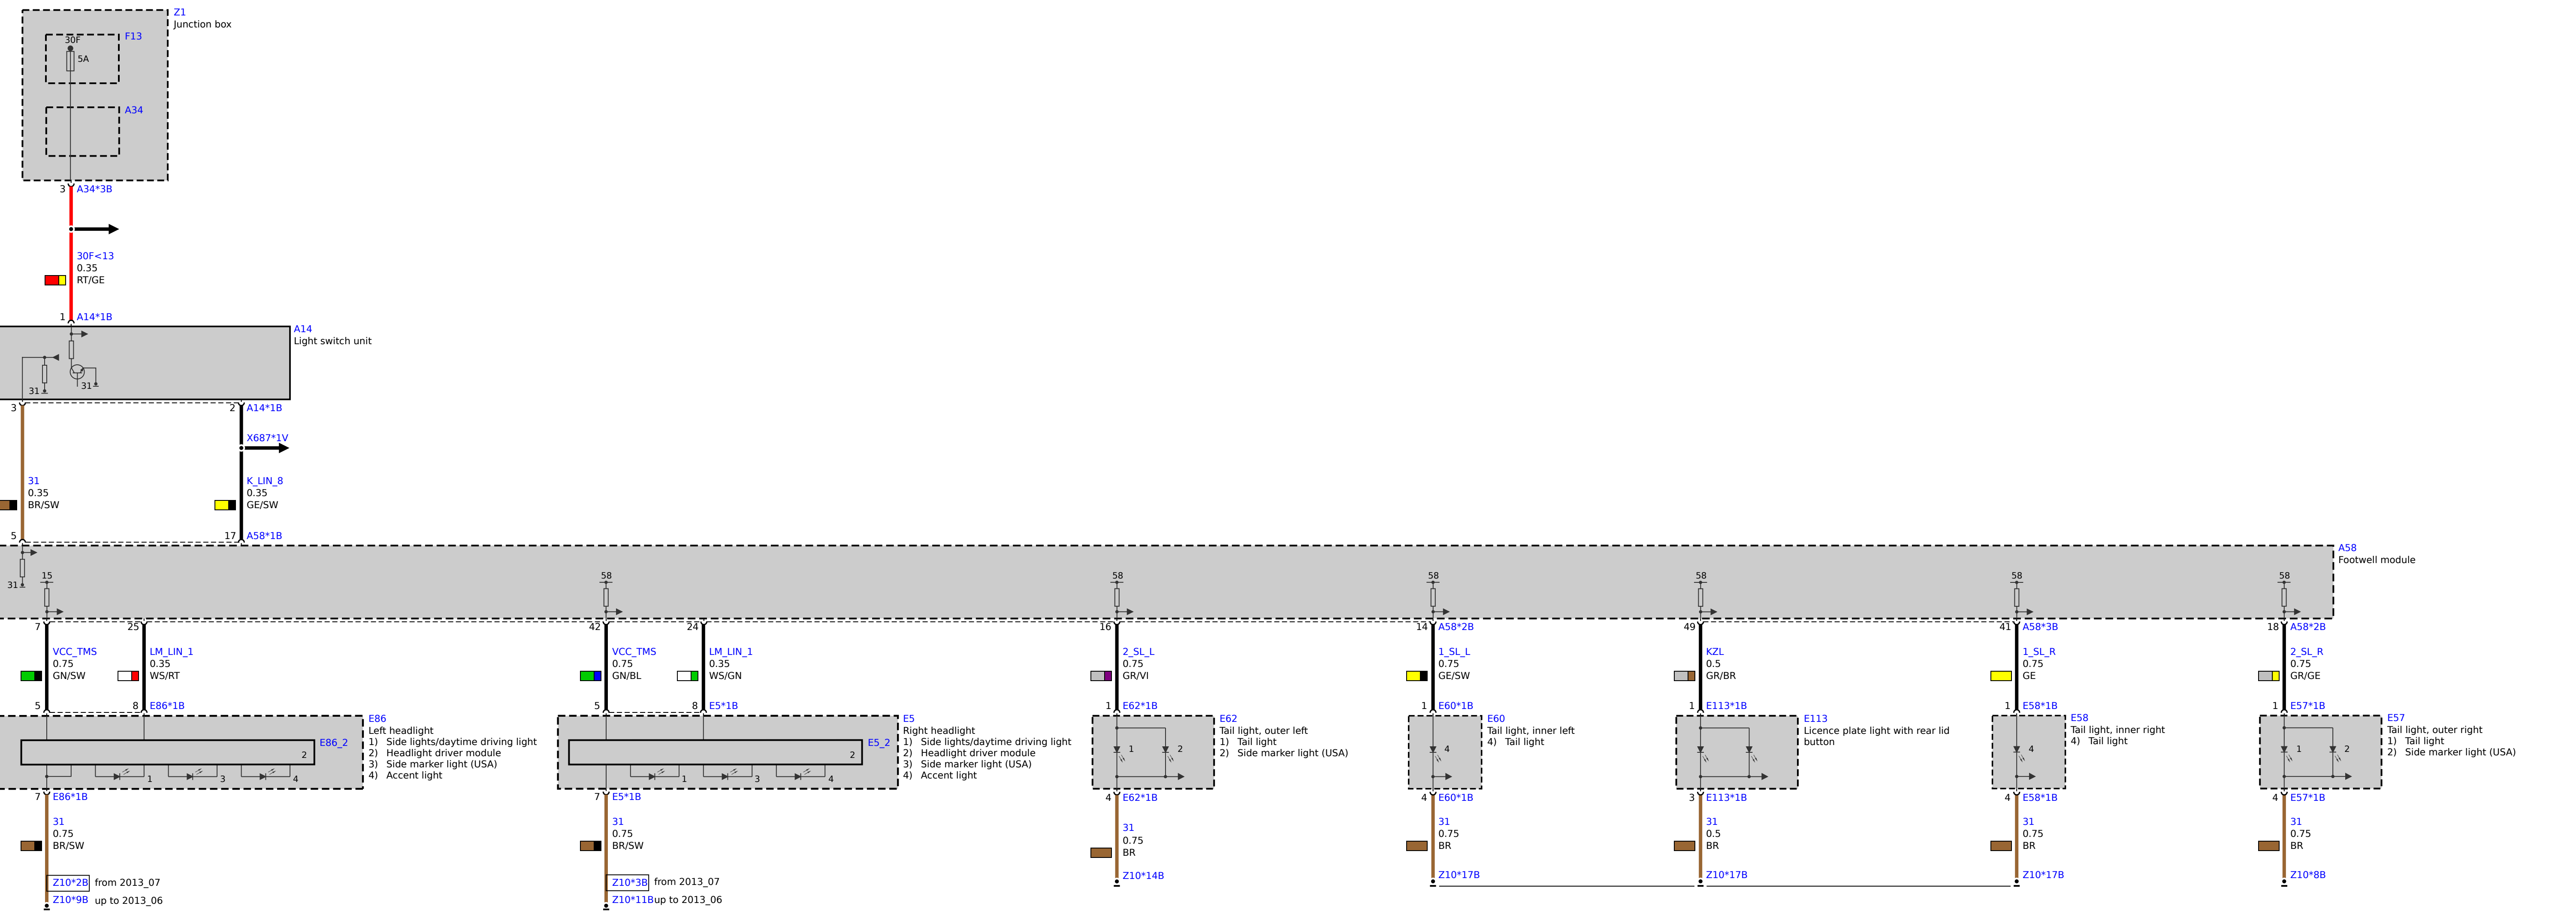 Z1
Junction box
F13
30F
5A
A34
3 A34*3B
30F<13
0.35
RT/GE
1 A14*1B
A14
Light switch unit
31
31
3
2 A14*1B
X687*1V
31
0.35
BR/SW
K_LIN_8
0.35
GE/SW
5
17 A58*1B
A58
Footwell module
31
15
58
58
58
58
58
58
7
25
42
24
16
14 A58*2B
49
41 A58*3B
18 A58*2B
VCC_TMS
0.75
GN/SW
LM_LIN_1
0.35
WS/RT
VCC_TMS
0.75
GN/BL
LM_LIN_1
0.35
WS/GN
2_SL_L
0.75
GR/VI
1_SL_L
0.75
GE/SW
KZL
0.5
GR/BR
1_SL_R
0.75
GE
2_SL_R
0.75
GR/GE
5
8 E86*1B
5
8 E5*1B
1 E62*1B
1 E60*1B
1 E113*1B
1 E58*1B
1 E57*1B
E86
Left headlight
1) Side lights/daytime driving light
2) Headlight driver module
3) Side marker light (USA)
4) Accent light
E86_2
2
1
3
4
E5
Right headlight
1) Side lights/daytime driving light
2) Headlight driver module
3) Side marker light (USA)
4) Accent light
E5_2
2
1
3
4
E62
Tail light, outer left
1) Tail light
2) Side marker light (USA)
1
2
E60
Tail light, inner left
4) Tail light
4
E113
Licence plate light with rear lid
button
E58
Tail light, inner right
4) Tail light
4
E57
Tail light, outer right
1) Tail light
2) Side marker light (USA)
1
2
7 E86*1B
7 E5*1B
4 E62*1B
4 E60*1B
3 E113*1B
4 E58*1B
4 E57*1B
31
0.75
BR/SW
31
0.75
BR/SW
31
0.75
BR
31
0.75
BR
31
0.5
BR
31
0.75
BR
31
0.75
BR
Z10*2B from 2013_07
Z10*9B up to 2013_06
Z10*3B from 2013_07
Z10*11B up to 2013_06
Z10*14B
Z10*17B
Z10*17B
Z10*17B
Z10*8B